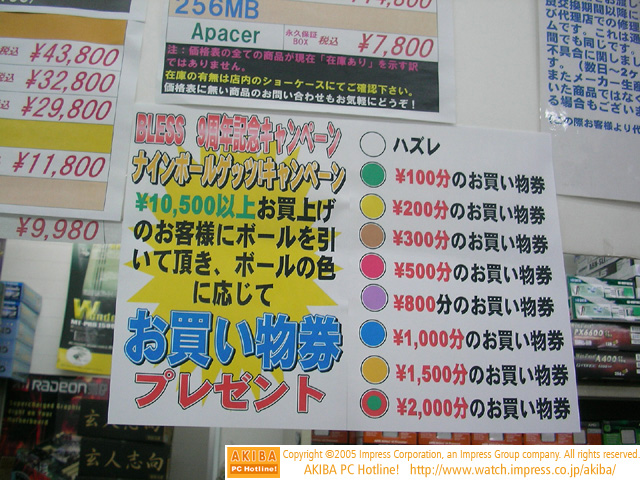 256MB
Apacer 永久保証 BOX 税込 ¥7,800
注：価格表の全ての商品が現在「在庫あり」を示す訳
ではありません。
在庫の有無は店内のショーケースにてご確認下さい。
価格表に無い商品のお問い合わせもお気軽にどうぞ！
税込 ¥43,800
税込 ¥32,800
税込 ¥29,800
¥11,800
¥9,980
BLESS 9周年記念キャンペーン
ナインボールゲッツ!キャンペーン
¥10,500以上お買上げ
のお客様にボールを引
いて頂き、ボールの色
に応じて
お買い物券
プレゼント
ハズレ
¥100分のお買い物券
¥200分のお買い物券
¥300分のお買い物券
¥500分のお買い物券
¥800分のお買い物券
¥1,000分のお買い物券
¥1,500分のお買い物券
¥2,000分のお買い物券
RADEON
玄人志向
玄人志向
AKIBA
PC Hotline!
Copyright ©2005 Impress Corporation, an Impress Group company. All rights reserved.
AKIBA PC Hotline! http://www.watch.impress.co.jp/akiba/